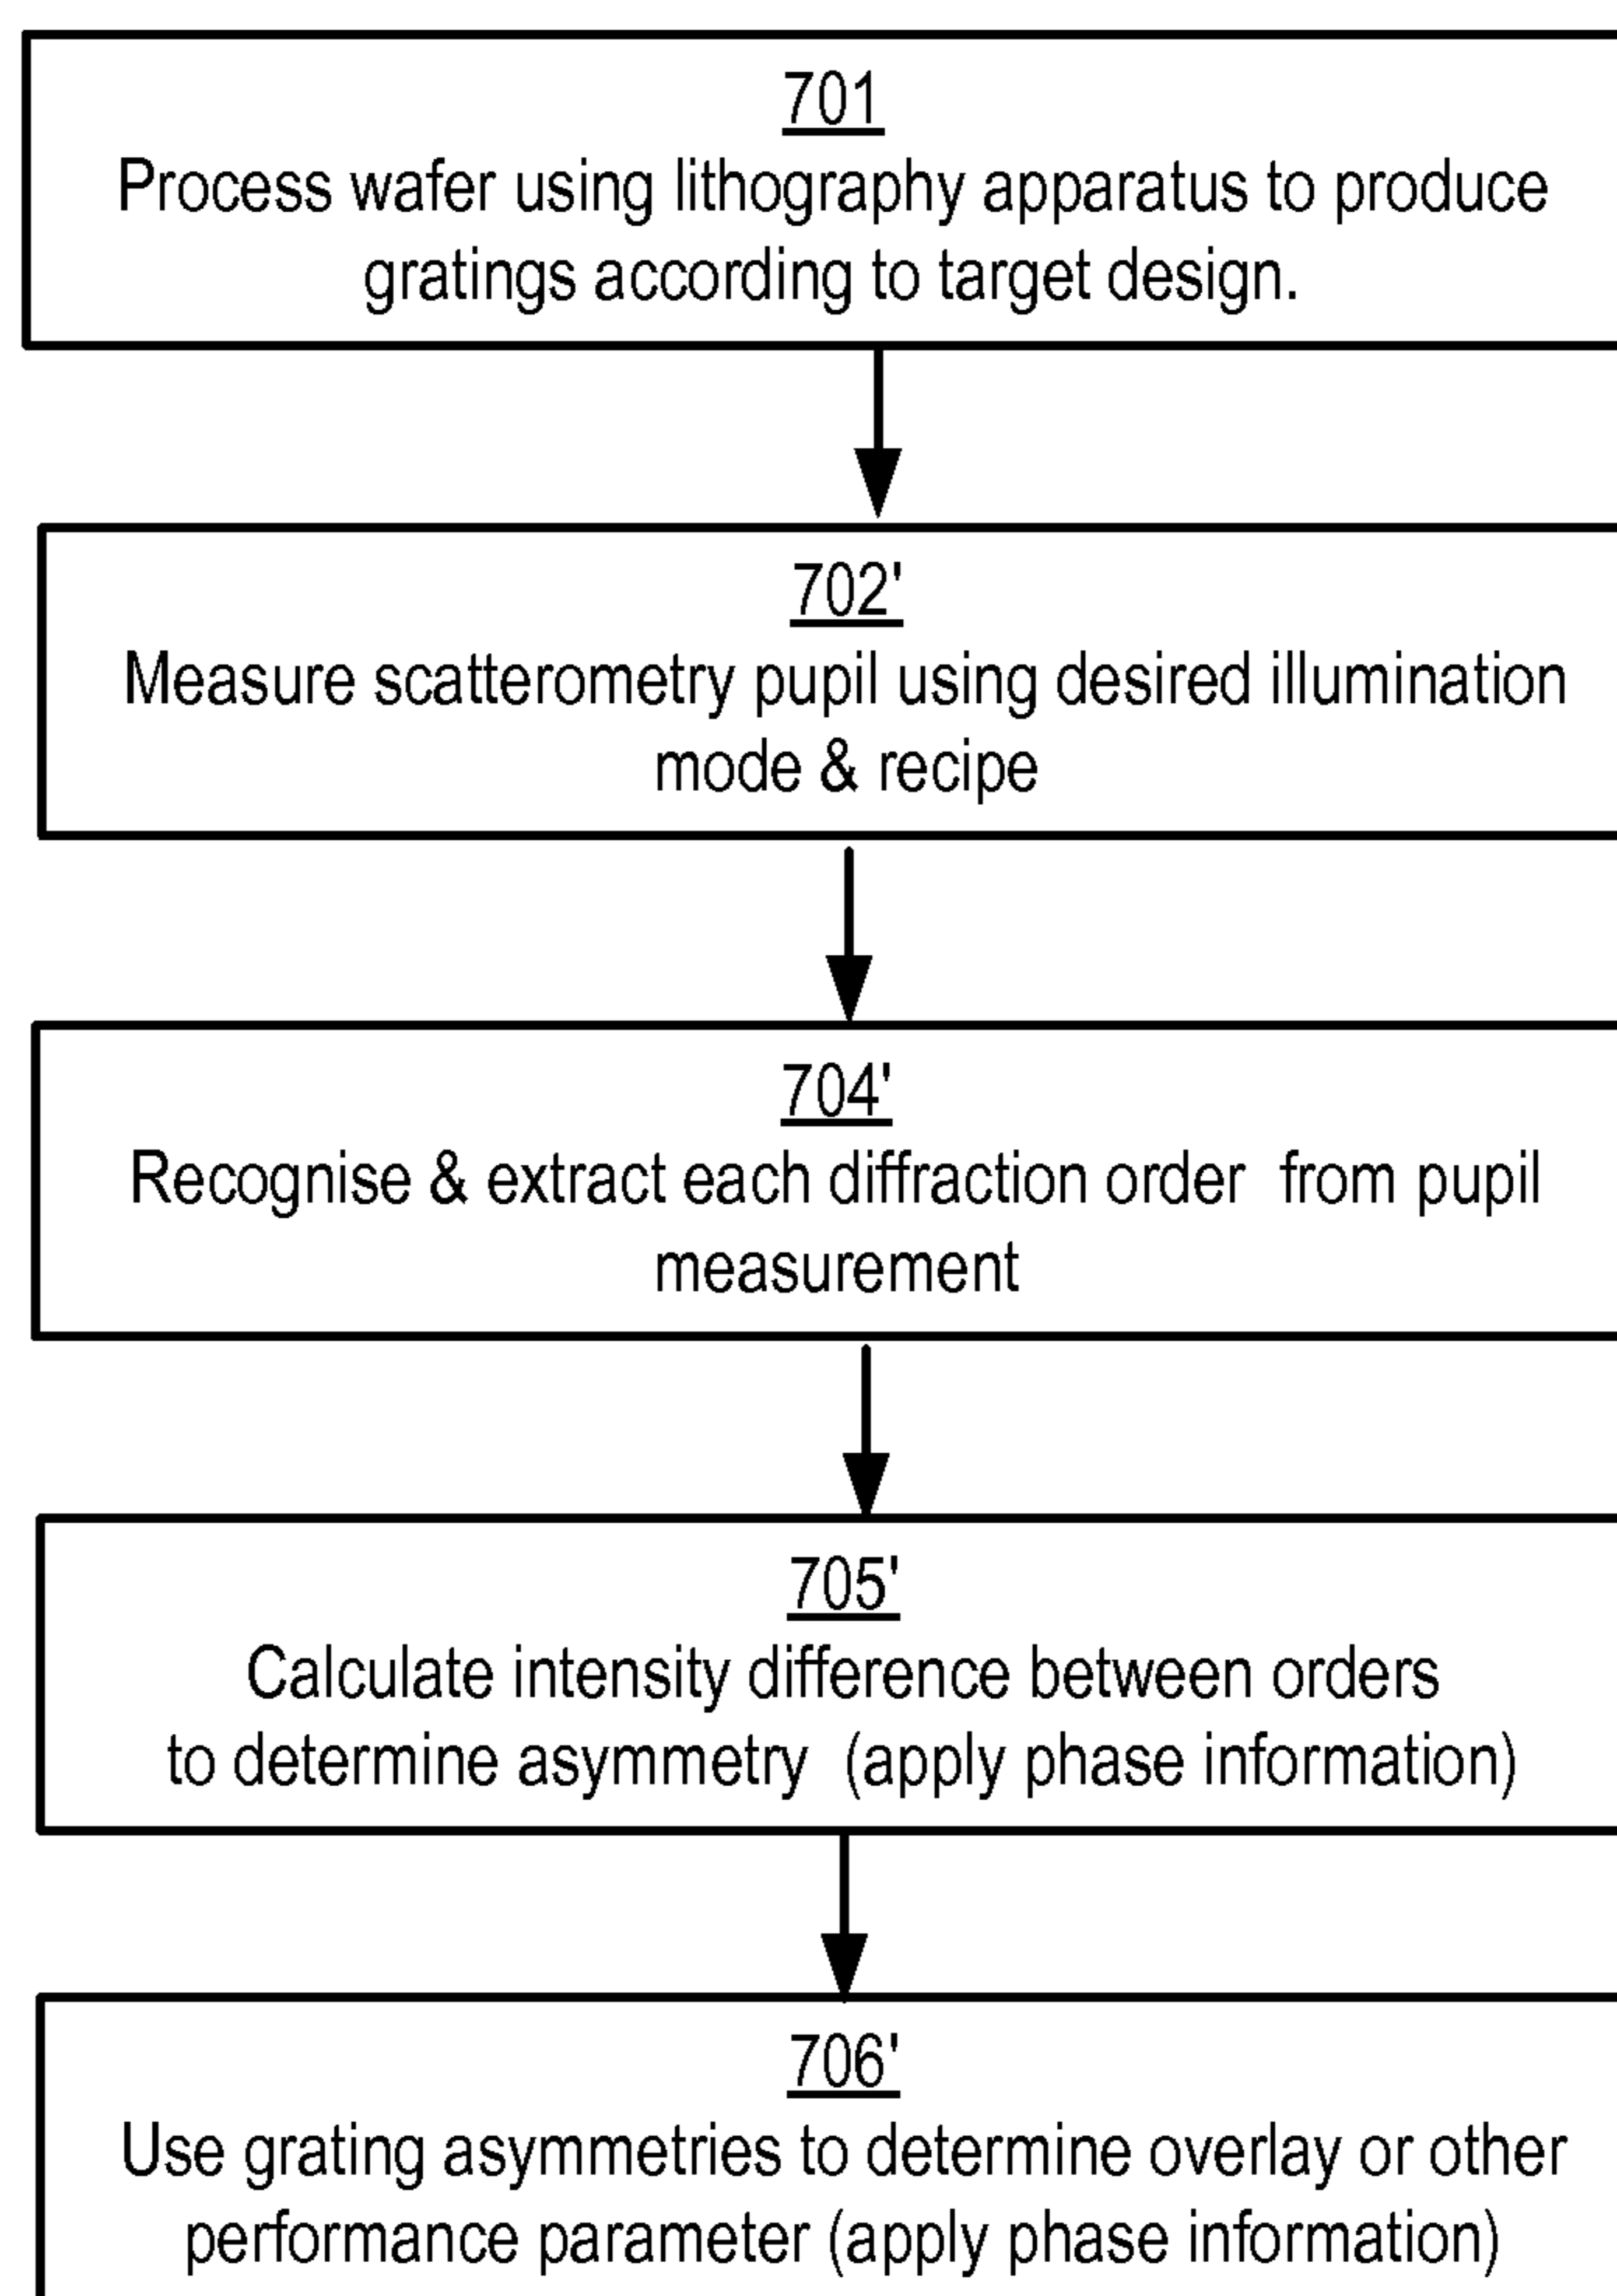 701
Process wafer using lithography apparatus to produce
gratings according to target design.
702'
Measure scatterometry pupil using desired illumination
mode & recipe
704'
Recognise & extract each diffraction order from pupil
measurement
705'
Calculate intensity difference between orders
to determine asymmetry (apply phase information)
706'
Use grating asymmetries to determine overlay or other
performance parameter (apply phase information)